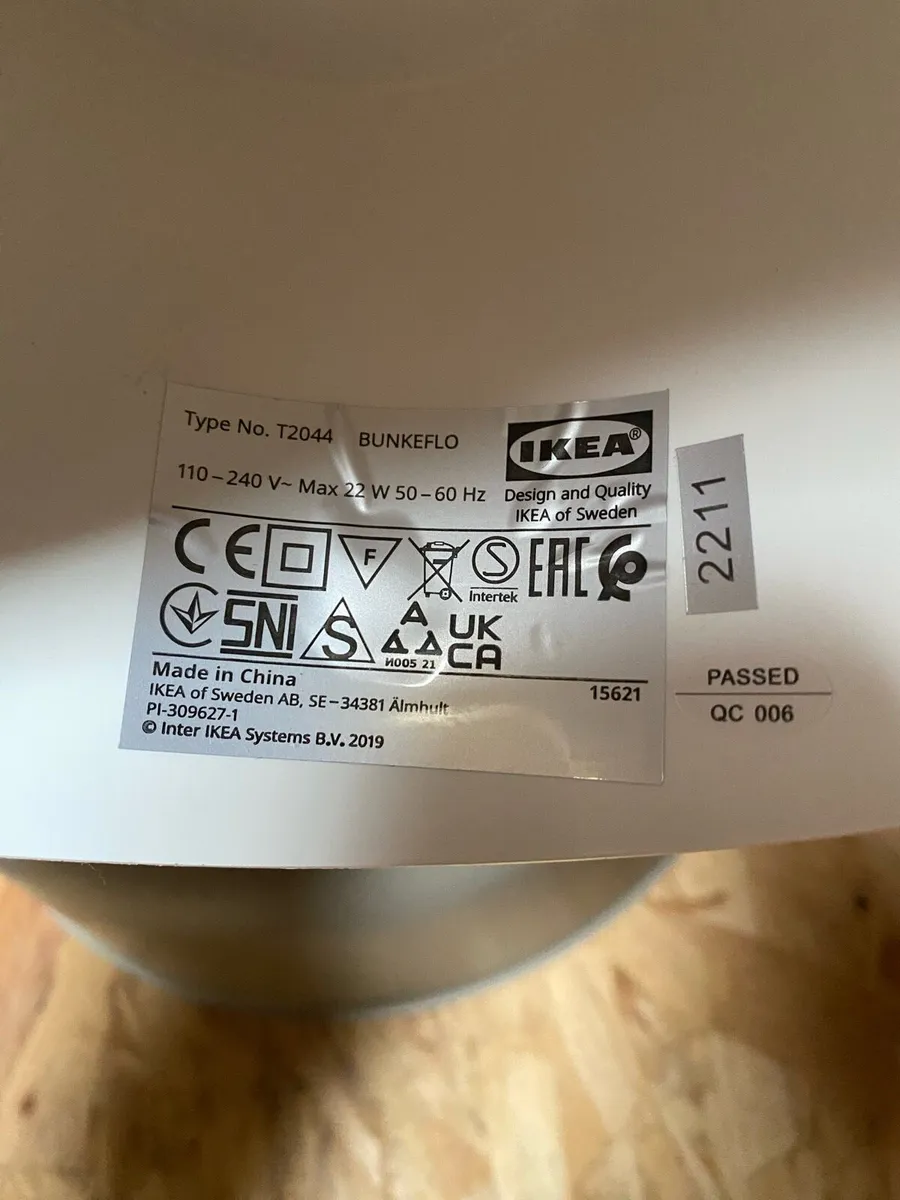 Type No. T2044 BUNKEFLO
IKEA®
110–240 V~ Max 22 W 50–60 Hz
Design and Quality
IKEA of Sweden
CE F EAC
Intertek
SNI S UK
CA
И005 21
Made in China
IKEA of Sweden AB, SE–34381 Älmhult
15621
PI-309627-1
© Inter IKEA Systems B.V. 2019
2211
PASSED
QC 006